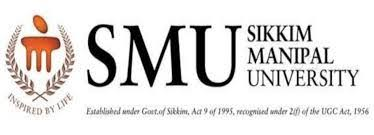 SMU
SIKKIM
MANIPAL
UNIVERSITY
INSPIRED BY LIFE
Established under Govt.of Sikkim, Act 9 of 1995, recognised under 2(f) of the UGC Act, 1956